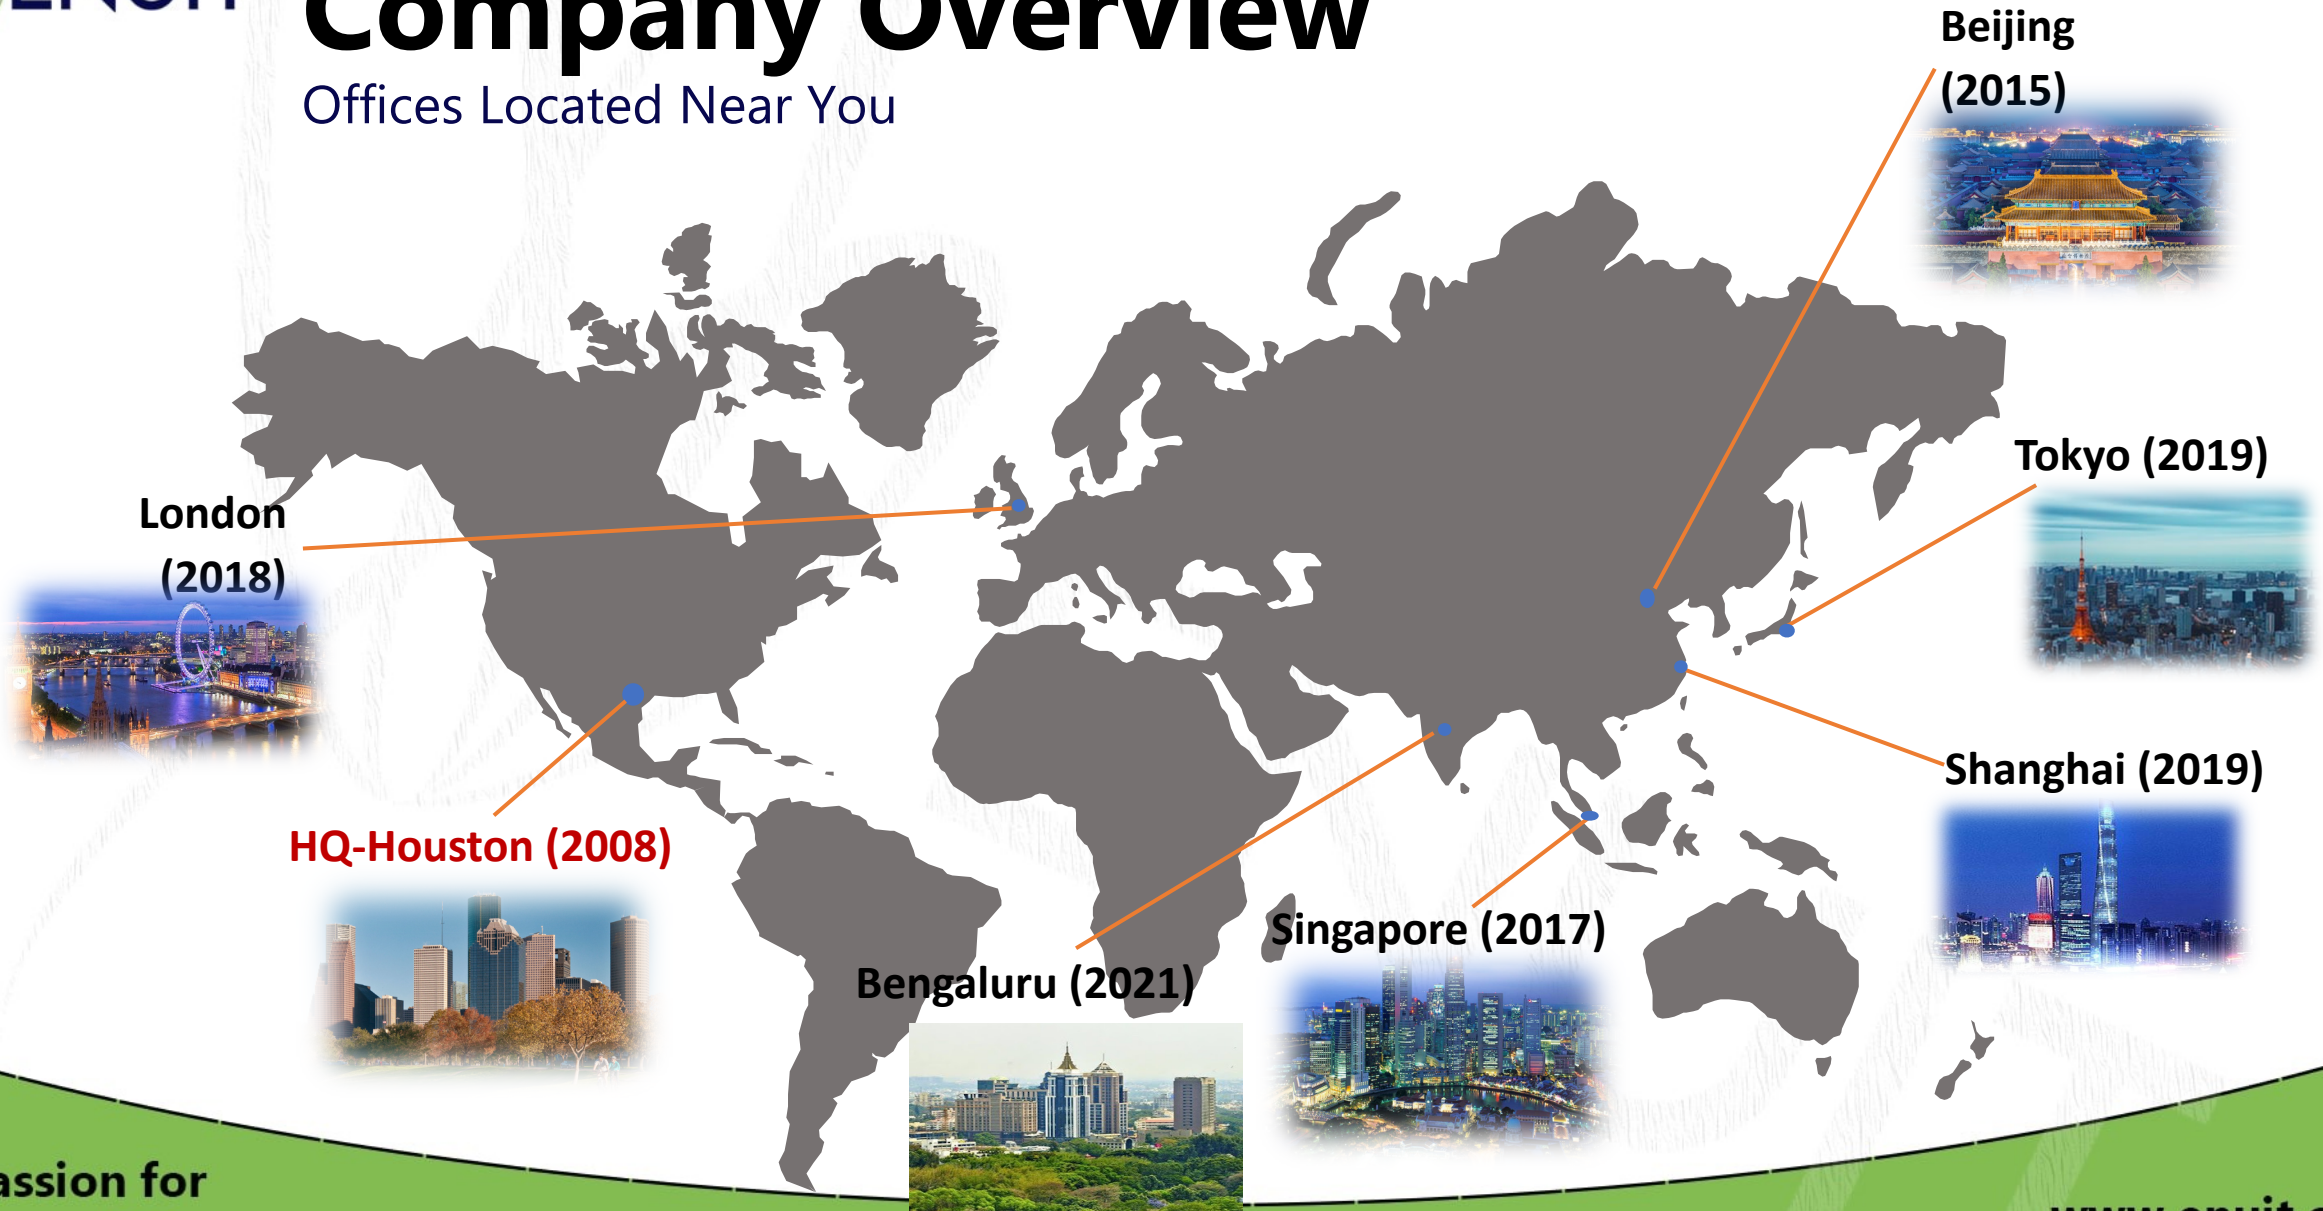 Company Overview
Offices Located Near You
Beijing
(2015)
Tokyo (2019)
London
(2018)
Shanghai (2019)
HQ-Houston (2008)
Singapore (2017)
Bengaluru (2021)
assion for